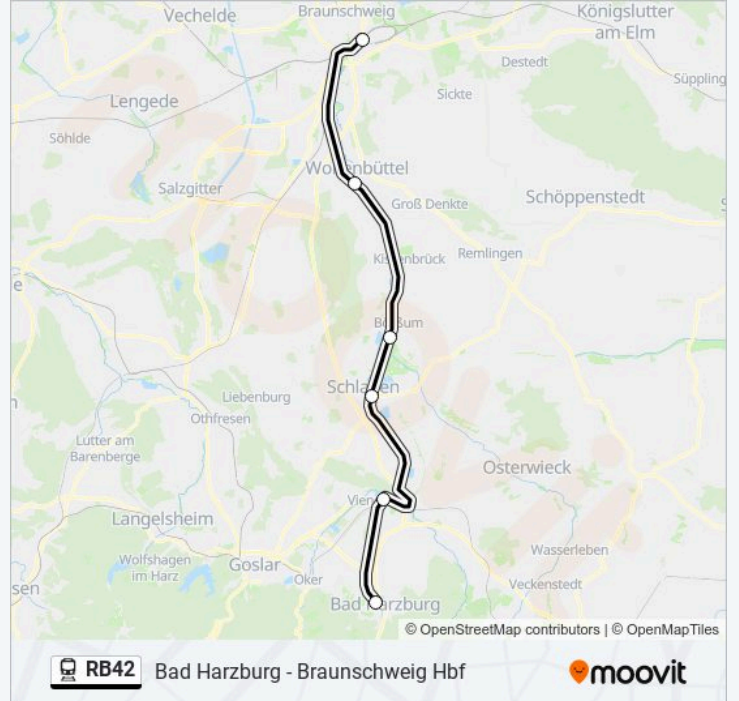 Vechelde
Braunschweig
Königslutter
am Elm
Destedt
Süppling
Sickte
Lengede
Söhlde
Salzgitter
Groß Denkte
Schöppenstedt
Remlingen
e
Schladen
Liebenburg
Othfresen
n
Lutter am
Barenberge
Osterwieck
Langelsheim
Wolfshagen
im Harz
Goslar
Oker
Wasserleben
Veckenstedt
sen
Bad Harzburg
© OpenStreetMap contributors | © OpenMapTiles
RB42 Bad Harzburg - Braunschweig Hbf
moovit